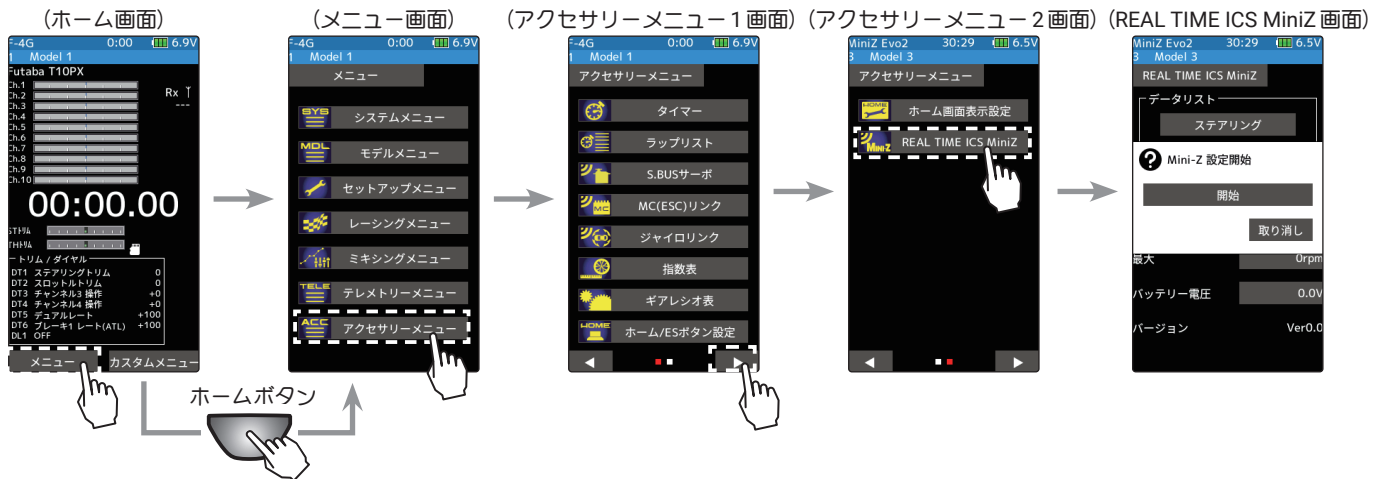 (ホーム画面)
F-4G 0:00 6.9V
1 Model 1
Futaba T10PX
Ch.1
Ch.2
Ch.3
Ch.4
Ch.5
Ch.6
Ch.7
Ch.8
Ch.9
Ch.10
Rx
---
00:00.00
STトリム
THトリム
トリム / ダイヤル
DT1 ステアリングトリム 0
DT2 スロットルトリム 0
DT3 チャンネル3 操作 +0
DT4 チャンネル4 操作 +0
DT5 デュアルレート +100
DT6 ブレーキ1 レート(ATL) +100
DL1 OFF
メニュー カスタムメニュー
ホームボタン
(メニュー画面)
F-4G 0:00 6.9V
1 Model 1
メニュー
SYS システムメニュー
MDL モデルメニュー
セットアップメニュー
レーシングメニュー
ミキシングメニュー
TELE テレメトリーメニュー
ACC アクセサリーメニュー
(アクセサリーメニュー1画面)
F-4G 0:00 6.9V
1 Model 1
アクセサリーメニュー
タイマー
ラップリスト
S.BUSサーボ
MC MC(ESC)リンク
ジャイロリンク
指数表
ギアレシオ表
HOME ホーム/ESボタン設定
(アクセサリーメニュー2画面)
MiniZ Evo2 30:29 6.5V
3 Model 3
アクセサリーメニュー
HOME ホーム画面表示設定
MINI-Z REAL TIME ICS MiniZ
(REAL TIME ICS MiniZ 画面)
MiniZ Evo2 30:29 6.5V
3 Model 3
REAL TIME ICS MiniZ
データリスト
ステアリング
? Mini-Z 設定開始
開始
取り消し
最大 0rpm
バッテリー電圧 0.0V
バージョン Ver0.0